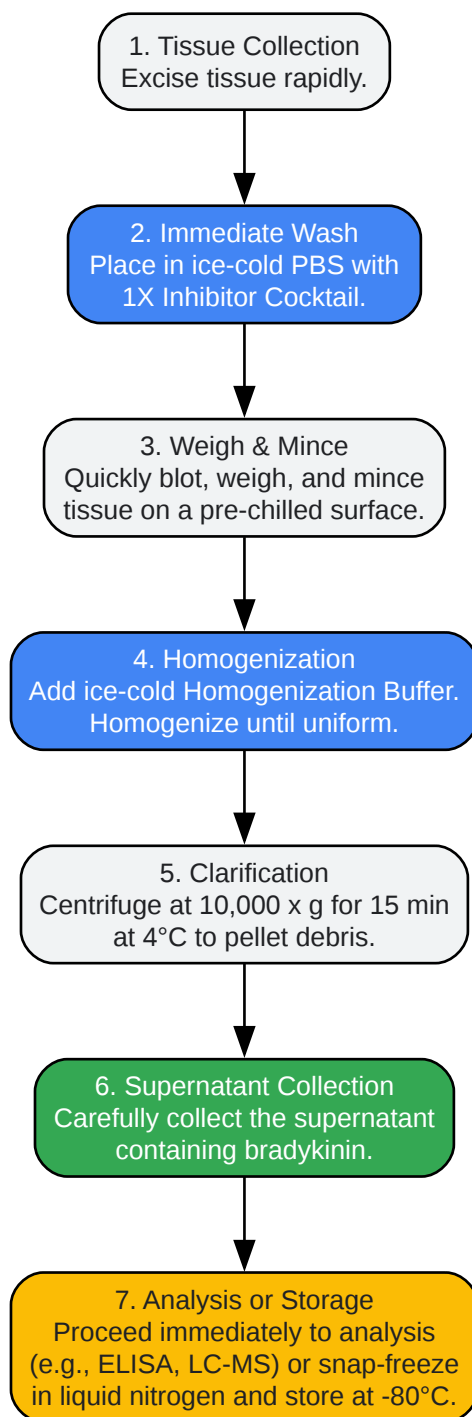 1. Tissue Collection
Excise tissue rapidly.
2. Immediate Wash
Place in ice-cold PBS with
1X Inhibitor Cocktail.
3. Weigh & Mince
Quickly blot, weigh, and mince
tissue on a pre-chilled surface.
4. Homogenization
Add ice-cold Homogenization Buffer.
Homogenize until uniform.
5. Clarification
Centrifuge at 10,000 x g for 15 min
at 4°C to pellet debris.
6. Supernatant Collection
Carefully collect the supernatant
containing bradykinin.
7. Analysis or Storage
Proceed immediately to analysis
(e.g., ELISA, LC-MS) or snap-freeze
in liquid nitrogen and store at -80°C.